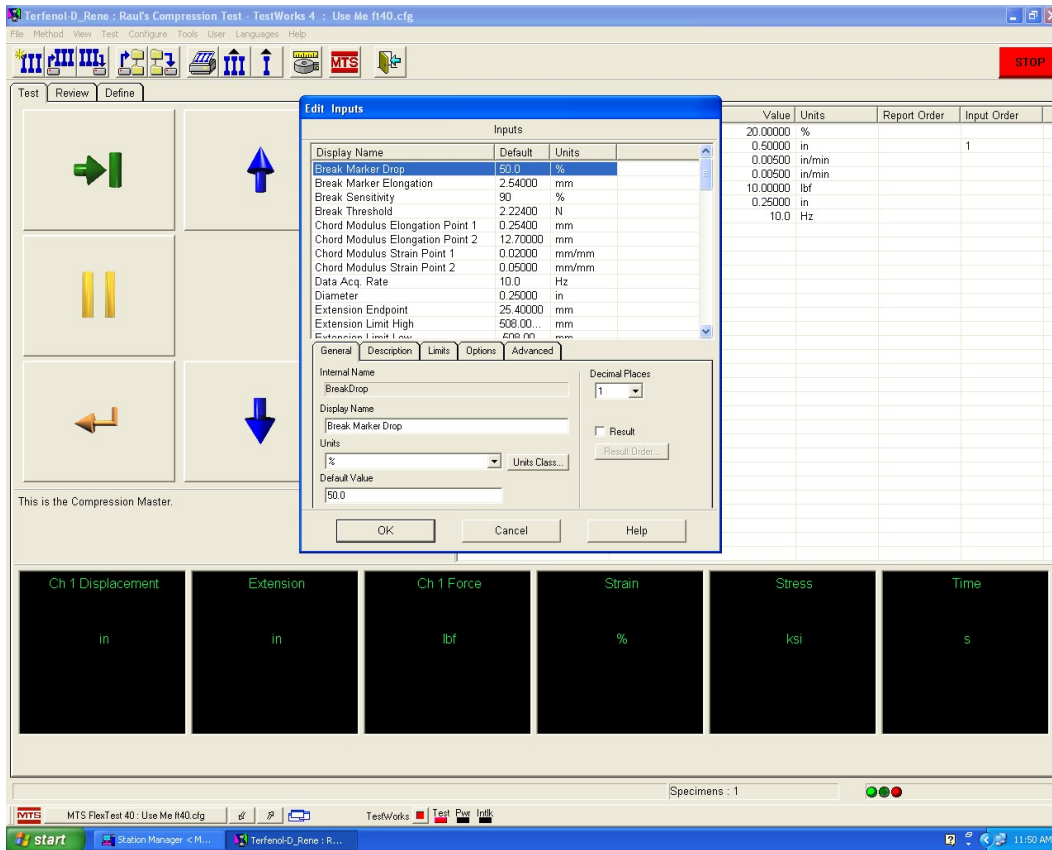 Terfenol-D_Rene : Raul's Compression Test - TestWorks 4 : Use Me ft40.cfg
File Method View Test Configure Tools User Languages Help
MTS
STOP
Test Review Define
Edit Inputs
Inputs
Display Name Default Units
Break Marker Drop 50.0 %
Break Marker Elongation 2.54000 mm
Break Sensitivity 90 %
Break Threshold 2.22400 N
Chord Modulus Elongation Point 1 0.25400 mm
Chord Modulus Elongation Point 2 12.70000 mm
Chord Modulus Strain Point 1 0.02000 mm/mm
Chord Modulus Strain Point 2 0.05000 mm/mm
Data Acq. Rate 10.0 Hz
Diameter 0.25000 in
Extension Endpoint 25.40000 mm
Extension Limit High 508.00... mm
Extension Limit Low -508.00 mm
General Description Limits Options Advanced
Internal Name
BreakDrop
Display Name
Break Marker Drop
Units
% Units Class...
Default Value
50.0
Decimal Places
1
Result
Result Order...
OK Cancel Help
Value Units Report Order Input Order
20.00000 %
0.50000 in 1
0.00500 in/min
0.00500 in/min
10.00000 lbf
0.25000 in
10.0 Hz
This is the Compression Master.
Ch 1 Displacement Extension Ch 1 Force Strain Stress Time
in in lbf % ksi s
Specimens : 1
MTS MTS FlexTest 40 : Use Me ft40.cfg TestWorks Test Pwr Intlk
start Station Manager < M... Terfenol-D_Rene : R... 11:50 AM